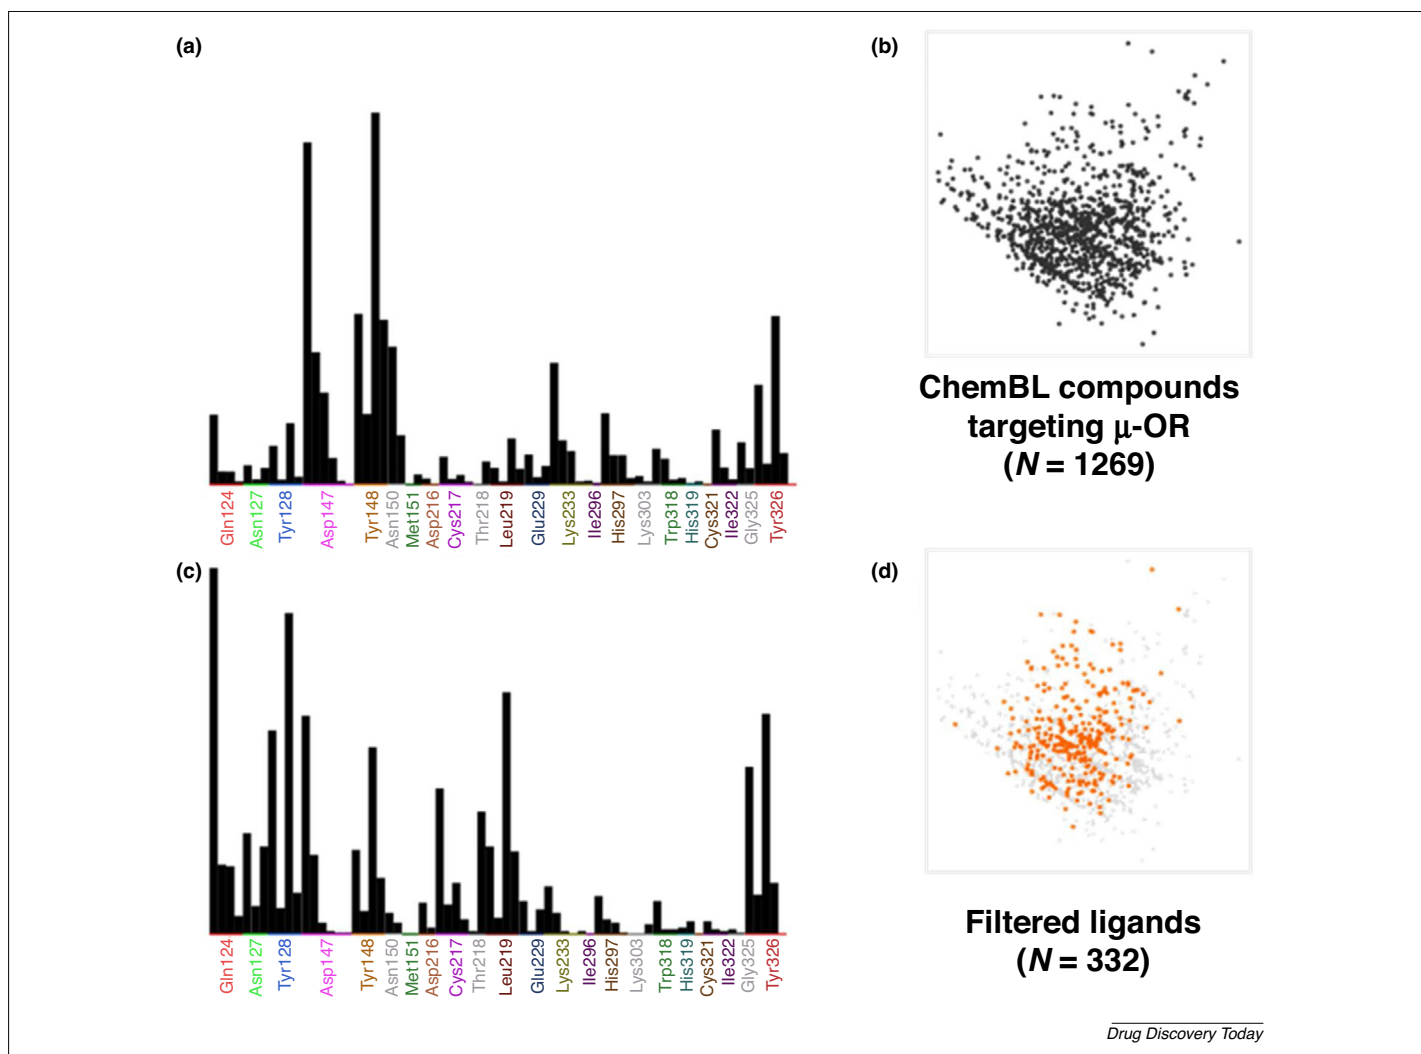 (a)
Gln124
Asn127
Tyr128
Asp147
Tyr148
Asn150
Met151
Asp216
Cys217
Thr218
Leu219
Glu229
Lys233
Ile296
His297
Lys303
Trp318
His319
Cys321
Ile322
Gly325
Tyr326
(b)
ChemBL compounds
targeting μ-OR
(N = 1269)
(c)
Gln124
Asn127
Tyr128
Asp147
Tyr148
Asn150
Met151
Asp216
Cys217
Thr218
Leu219
Glu229
Lys233
Ile296
His297
Lys303
Trp318
His319
Cys321
Ile322
Gly325
Tyr326
(d)
Filtered ligands
(N = 332)
Drug Discovery Today